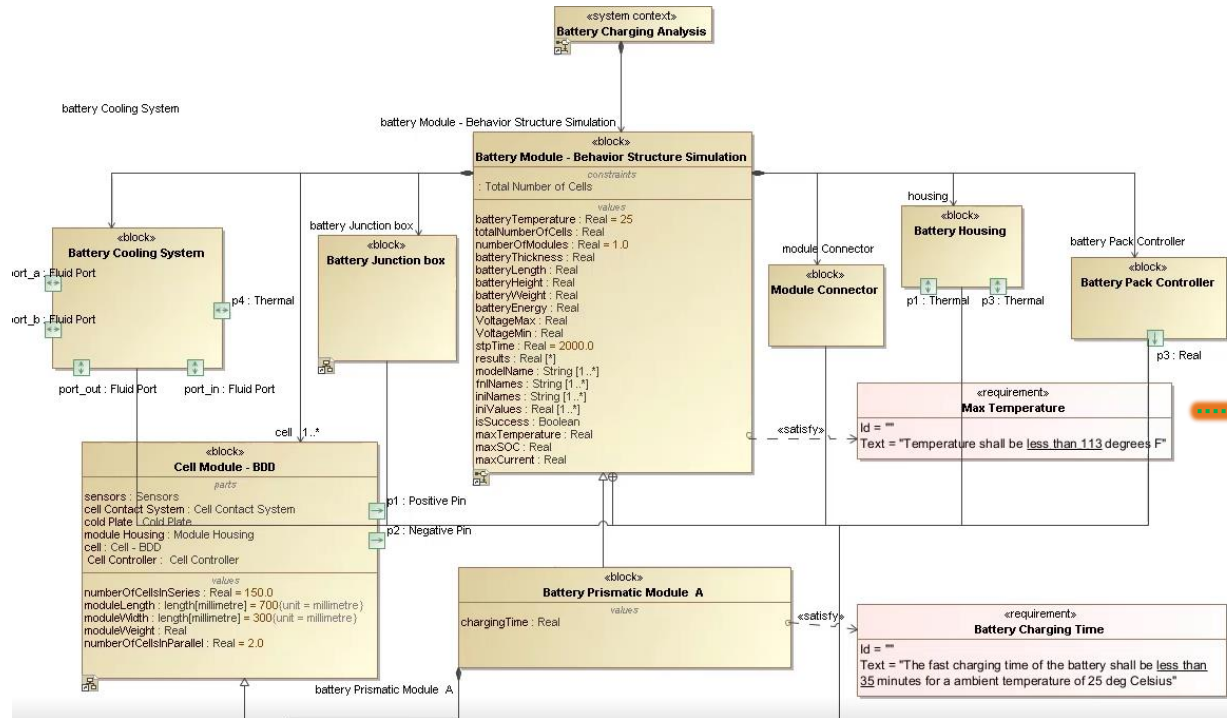 «system context»
Battery Charging Analysis
battery Cooling System
battery Module - Behavior Structure Simulation
«block»
Battery Module - Behavior Structure Simulation
constraints
: Total Number of Cells
values
batteryTemperature : Real = 25
totalNumberOfCells : Real
numberOfModules : Real = 1.0
batteryThickness : Real
batteryLength : Real
batteryHeight : Real
batteryWeight : Real
batteryEnergy : Real
VoltageMax : Real
VoltageMin : Real
stpTime : Real = 2000.0
results : Real [*]
modelName : String [1..*]
fnlNames : String [1..*]
iniNames : String [1..*]
iniValues : Real [1..*]
isSuccess : Boolean
maxTemperature : Real
maxSOC : Real
maxCurrent : Real
«block»
Battery Cooling System
port_a : Fluid Port
port_b : Fluid Port
p4 : Thermal
port_out : Fluid Port
port_in : Fluid Port
battery Junction box
«block»
Battery Junction box
module Connector
«block»
Module Connector
housing
«block»
Battery Housing
p1 : Thermal
p3 : Thermal
battery Pack Controller
«block»
Battery Pack Controller
p3 : Real
«requirement»
Max Temperature
Id = ""
Text = "Temperature shall be less than 113 degrees F"
«satisfy»
cell 1..*
«block»
Cell Module - BDD
parts
sensors : Sensors
cell Contact System : Cell Contact System
cold Plate : Cold Plate
module Housing : Module Housing
cell : Cell - BDD
Cell Controller : Cell Controller
values
numberOfCellsInSeries : Real = 150.0
moduleLength : length[millimetre] = 700{unit = millimetre}
moduleWidth : length[millimetre] = 300{unit = millimetre}
moduleWeight : Real
numberOfCellsInParallel : Real = 2.0
p1 : Positive Pin
p2 : Negative Pin
«block»
Battery Prismatic Module A
values
chargingTime : Real
«satisfy»
«requirement»
Battery Charging Time
Id = ""
Text = "The fast charging time of the battery shall be less than
35 minutes for a ambient temperature of 25 deg Celsius"
battery Prismatic Module A